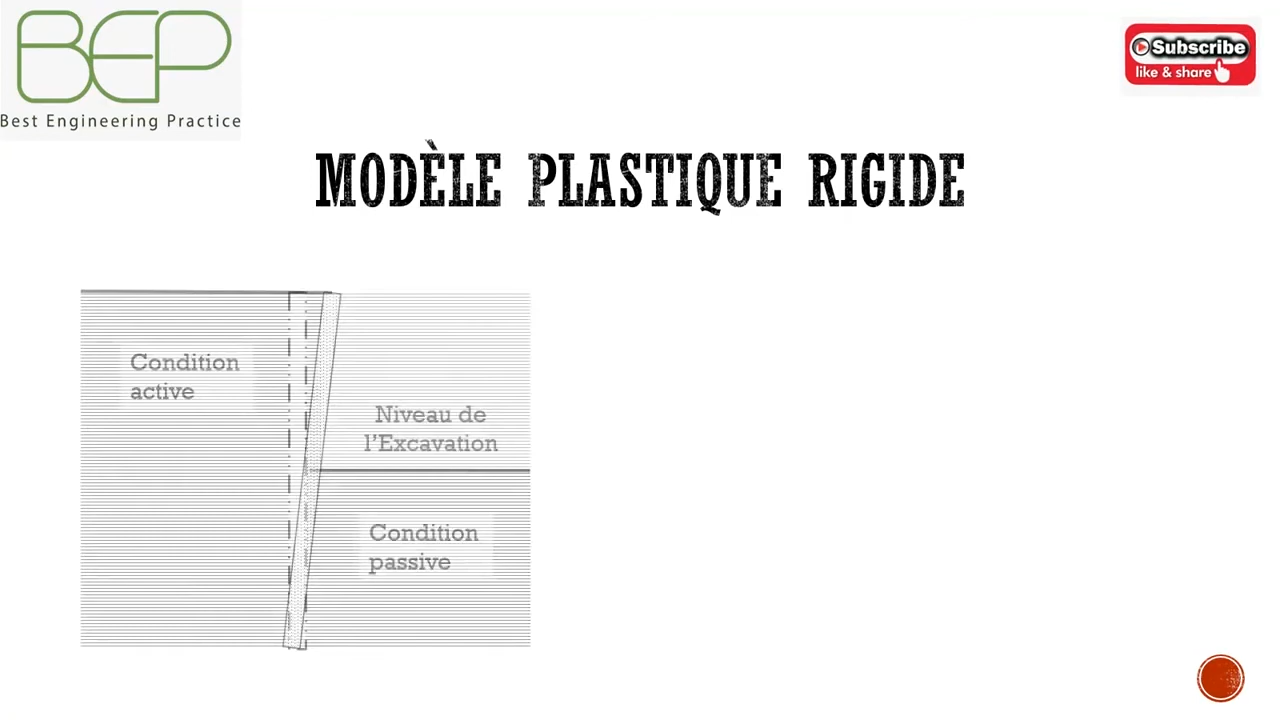 BEP
Best Engineering Practice
Subscribe
like & share
MODÈLE PLASTIQUE RIGIDE
Condition
active
Niveau de
l'Excavation
Condition
passive